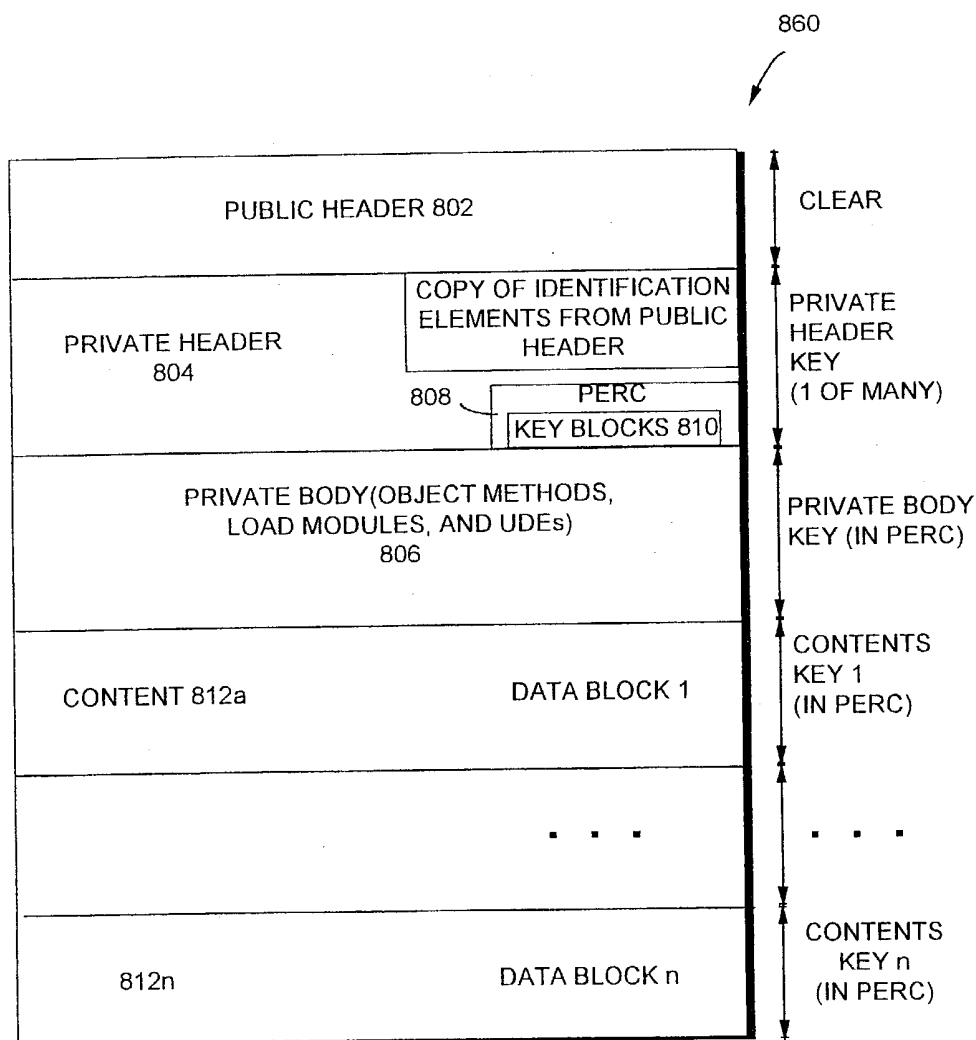 860
PUBLIC HEADER 802
CLEAR
COPY OF IDENTIFICATION
ELEMENTS FROM PUBLIC
HEADER
PRIVATE HEADER
804
808
PERC
KEY BLOCKS 810
PRIVATE
HEADER
KEY
(1 OF MANY)
PRIVATE BODY(OBJECT METHODS,
LOAD MODULES, AND UDEs)
806
PRIVATE BODY
KEY (IN PERC)
CONTENT 812a
DATA BLOCK 1
CONTENTS
KEY 1
(IN PERC)
. . .
. . .
812n
DATA BLOCK n
CONTENTS
KEY n
(IN PERC)